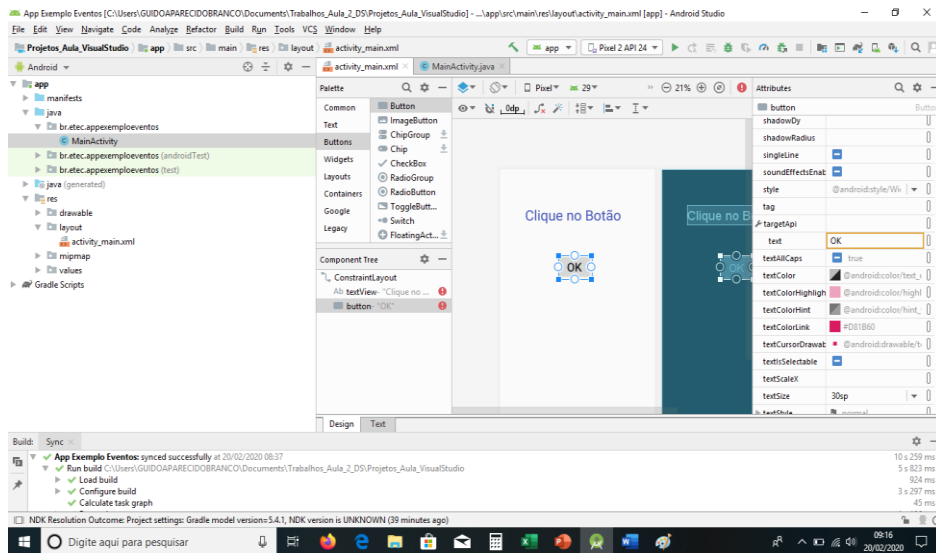 App Exemplo Eventos [C:\Users\GUIDOAPARECIDOBRANCO\Documents\Trabalhos_Aula_2_DS\Projetos_Aula_VisualStudio] - ...\app\src\main\res\layout\activity_main.xml [app] - Android Studio
File Edit View Navigate Code Analyze Refactor Build Run Tools VCS Window Help
Projetos_Aula_VisualStudio app src main res layout activity_main.xml app Pixel 2 API 24
Android activity_main.xml MainActivity.java
app
manifests
java
br.etec.appexemploeventos
MainActivity
br.etec.appexemploeventos (androidTest)
br.etec.appexemploeventos (test)
java (generated)
res
drawable
layout
activity_main.xml
mipmap
values
Gradle Scripts
Palette
Common
Text
Buttons
Widgets
Layouts
Containers
Google
Legacy
Button
ImageButton
ChipGroup
Chip
CheckBox
RadioGroup
RadioButton
ToggleButt...
Switch
FloatingAct...
Component Tree
ConstraintLayout
Ab textView- "Clique no ...
button- "OK"
Pixel 29 21%
0dp
Clique no Botão
OK
Clique no B
OK
Design Text
Attributes
button
shadowDy
shadowRadius
singleLine
soundEffectsEnat
style @android:style/Wi
tag
targetApi
text OK
textAllCaps true
textColor @android:color/text_
textColorHighligh @android:color/highl
textColorHint @android:color/hint_
textColorLink #D81B60
textCursorDrawat @android:drawable/t
textIsSelectable
textScaleX
textSize 30sp
textStyle normal
Build: Sync
App Exemplo Eventos: synced successfully at 20/02/2020 08:37 10 s 259 ms
Run build C:\Users\GUIDOAPARECIDOBRANCO\Documents\Trabalhos_Aula_2_DS\Projetos_Aula_VisualStudio 5 s 823 ms
Load build 924 ms
Configure build 3 s 297 ms
Calculate task graph 45 ms
NDK Resolution Outcome: Project settings: Gradle model version=5.4.1, NDK version is UNKNOWN (39 minutes ago)
Digite aqui para pesquisar
09:16
20/02/2020